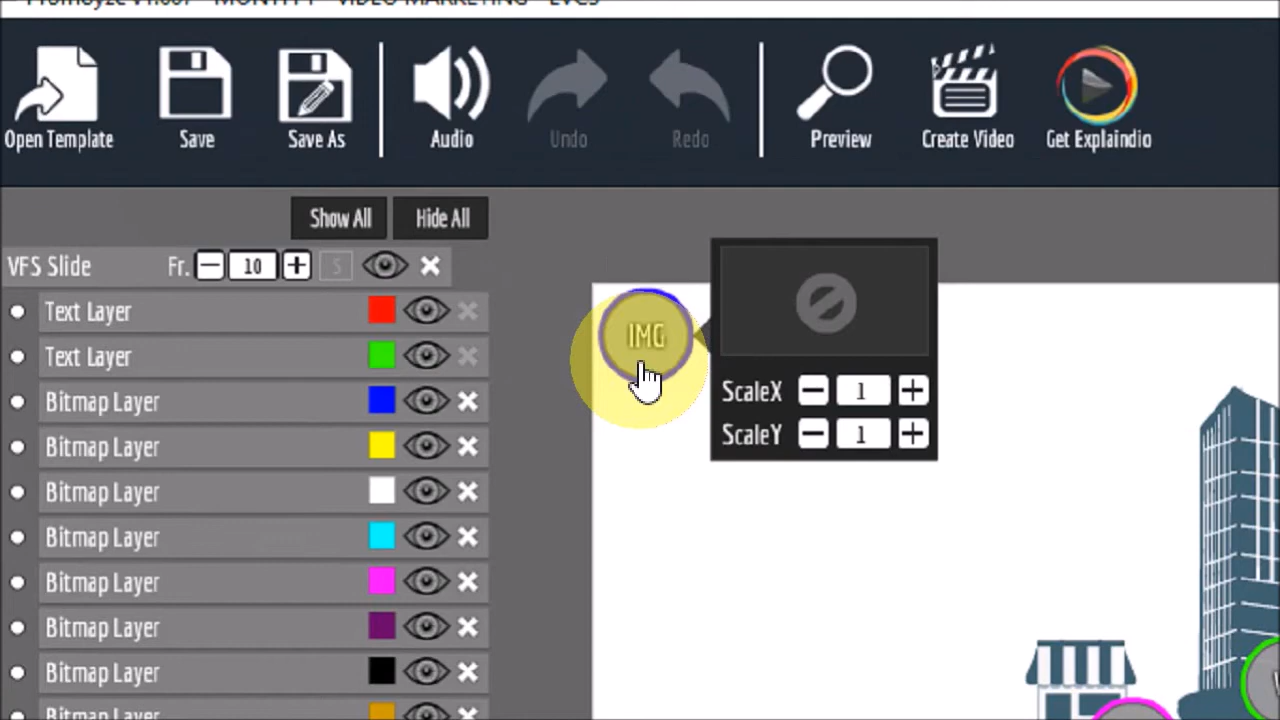 Open Template
Save
Save As
Audio
Undo
Redo
Preview
Create Video
Get Explaindio
Show All
Hide All
VFS Slide Fr. 10 S
Text Layer
Text Layer
Bitmap Layer
Bitmap Layer
Bitmap Layer
Bitmap Layer
Bitmap Layer
Bitmap Layer
Bitmap Layer
Bitmap Layer
IMG
ScaleX 1
ScaleY 1